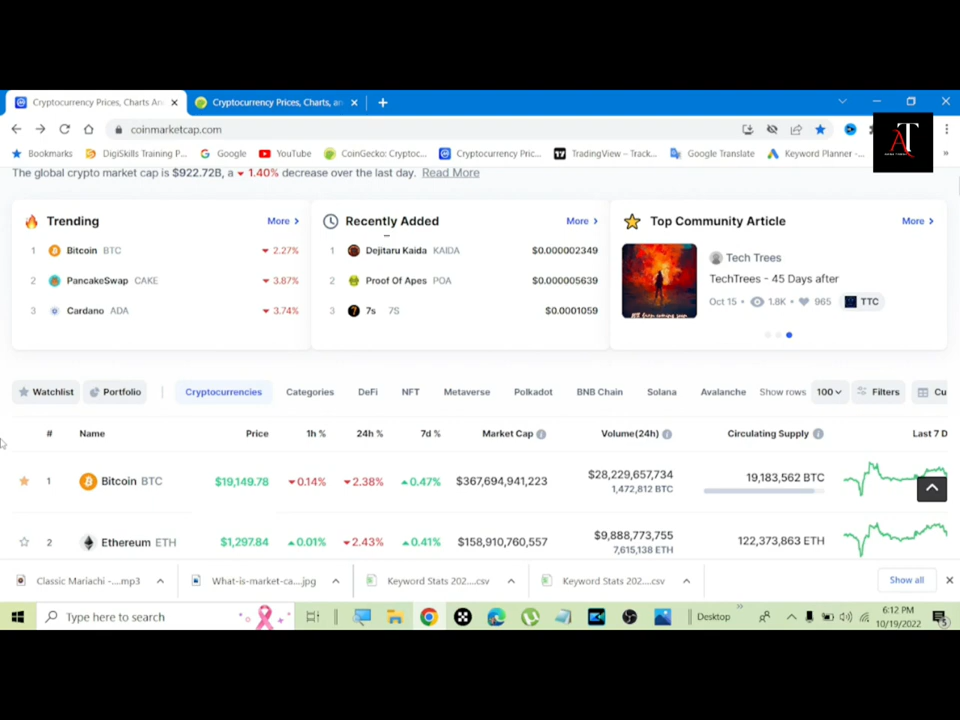 Cryptocurrency Prices, Charts An
Cryptocurrency Prices, Charts, an
coinmarketcap.com
AT
Bookmarks DigiSkills Training P... Google YouTube CoinGecko: Cryptoc... Cryptocurrency Pric... TradingView – Track... Google Translate Keyword Planner -...
The global crypto market cap is $922.72B, a 1.40% decrease over the last day. Read More
Trending More
1 Bitcoin BTC 2.27%
2 PancakeSwap CAKE 3.87%
3 Cardano ADA 3.74%
Recently Added More
1 Dejitaru Kaida KAIDA $0.000002349
2 Proof Of Apes POA $0.000005639
3 7s 7S $0.0001059
Top Community Article More
Tech Trees
TechTrees - 45 Days after
Oct 15 • 1.8K • 965 TTC
Watchlist Portfolio Cryptocurrencies Categories DeFi NFT Metaverse Polkadot BNB Chain Solana Avalanche Show rows 100 Filters Cu
# Name Price 1h % 24h % 7d % Market Cap Volume(24h) Circulating Supply Last 7 D
1 Bitcoin BTC $19,149.78 0.14% 2.38% 0.47% $367,694,941,223 $28,229,657,734 19,183,562 BTC
1,472,812 BTC
2 Ethereum ETH $1,297.84 0.01% 2.43% 0.41% $158,910,760,557 $9,888,773,755 122,373,863 ETH
7,615,138 ETH
Classic Mariachi -....mp3 What-is-market-ca....jpg Keyword Stats 202....csv Keyword Stats 202....csv Show all
Type here to search Desktop 6:12 PM
10/19/2022 5